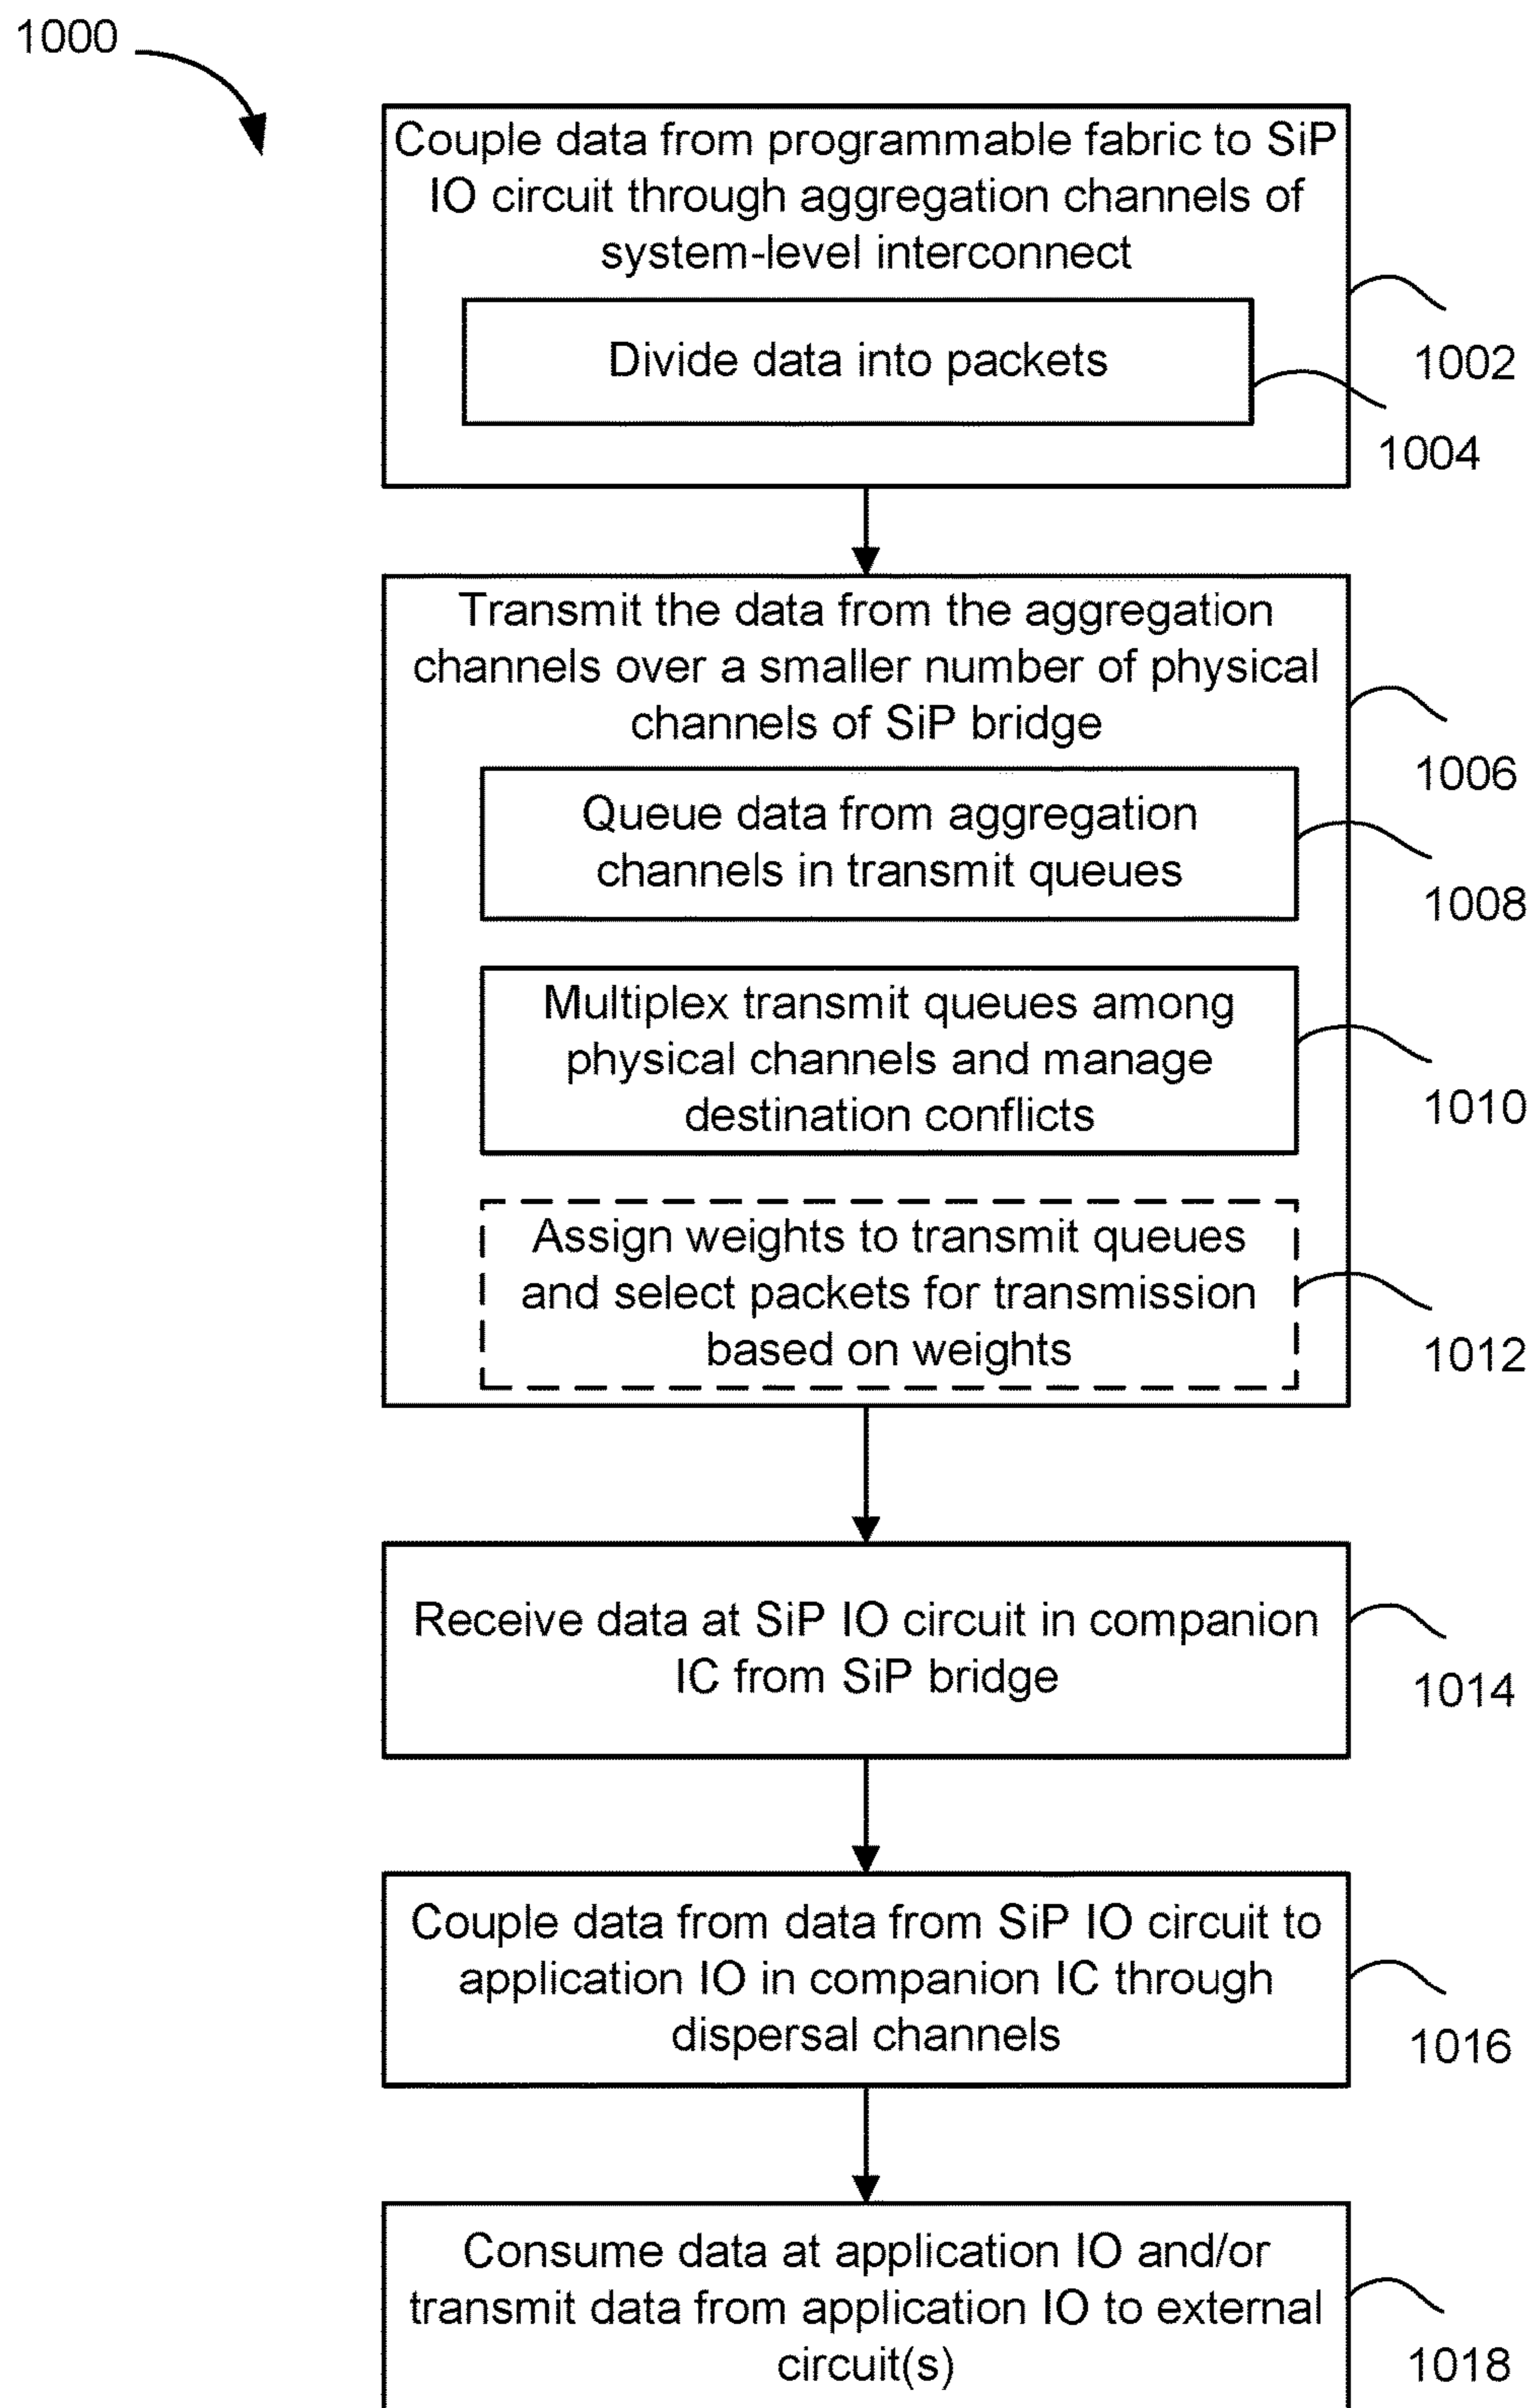 1000
Couple data from programmable fabric to SiP
IO circuit through aggregation channels of
system-level interconnect
Divide data into packets
1002
1004
Transmit the data from the aggregation
channels over a smaller number of physical
channels of SiP bridge
1006
Queue data from aggregation
channels in transmit queues
1008
Multiplex transmit queues among
physical channels and manage
destination conflicts
1010
Assign weights to transmit queues
and select packets for transmission
based on weights
1012
Receive data at SiP IO circuit in companion
IC from SiP bridge
1014
Couple data from data from SiP IO circuit to
application IO in companion IC through
dispersal channels
1016
Consume data at application IO and/or
transmit data from application IO to external
circuit(s)
1018